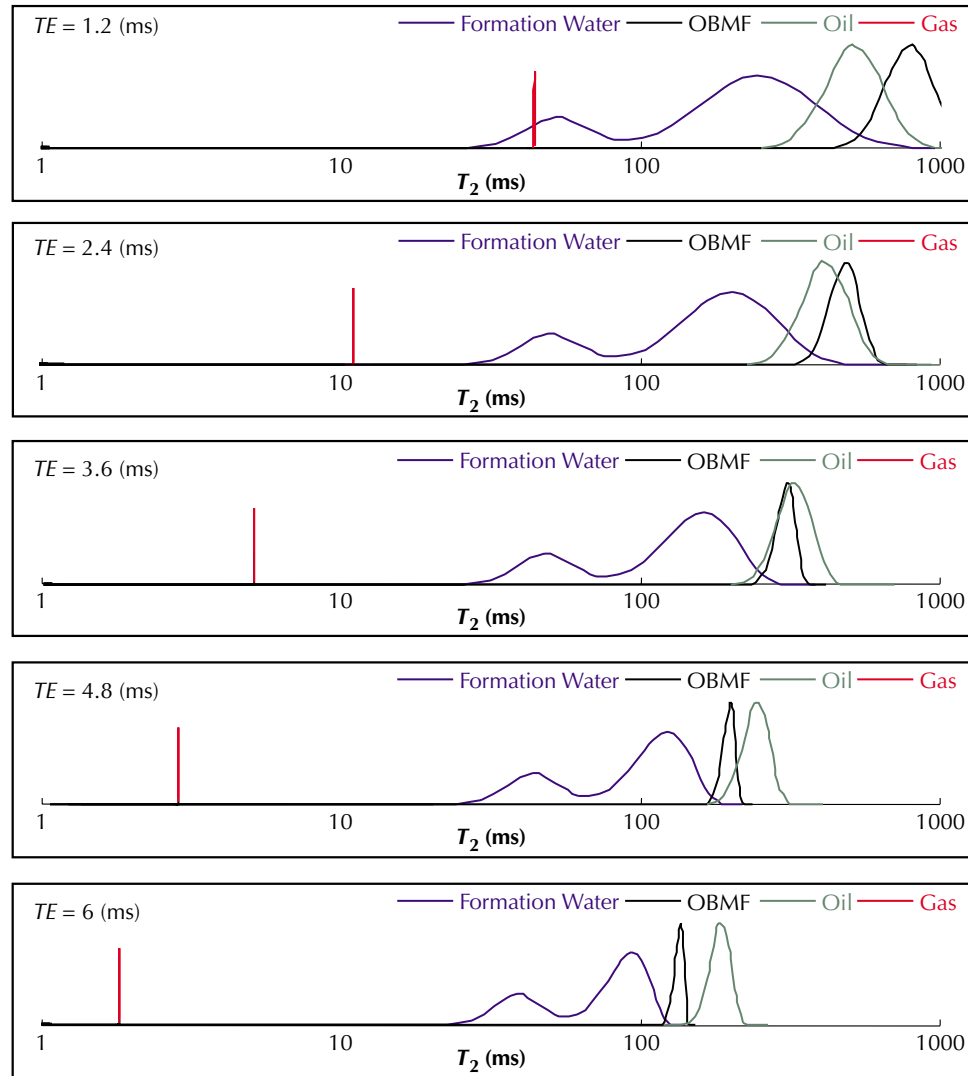 TE = 1.2 (ms)
Formation Water OBMF Oil Gas
1 10 100 1000
T2 (ms)
TE = 2.4 (ms)
Formation Water OBMF Oil Gas
1 10 100 1000
T2 (ms)
TE = 3.6 (ms)
Formation Water OBMF Oil Gas
1 10 100 1000
T2 (ms)
TE = 4.8 (ms)
Formation Water OBMF Oil Gas
1 10 100 1000
T2 (ms)
TE = 6 (ms)
Formation Water OBMF Oil Gas
1 10 100 1000
T2 (ms)